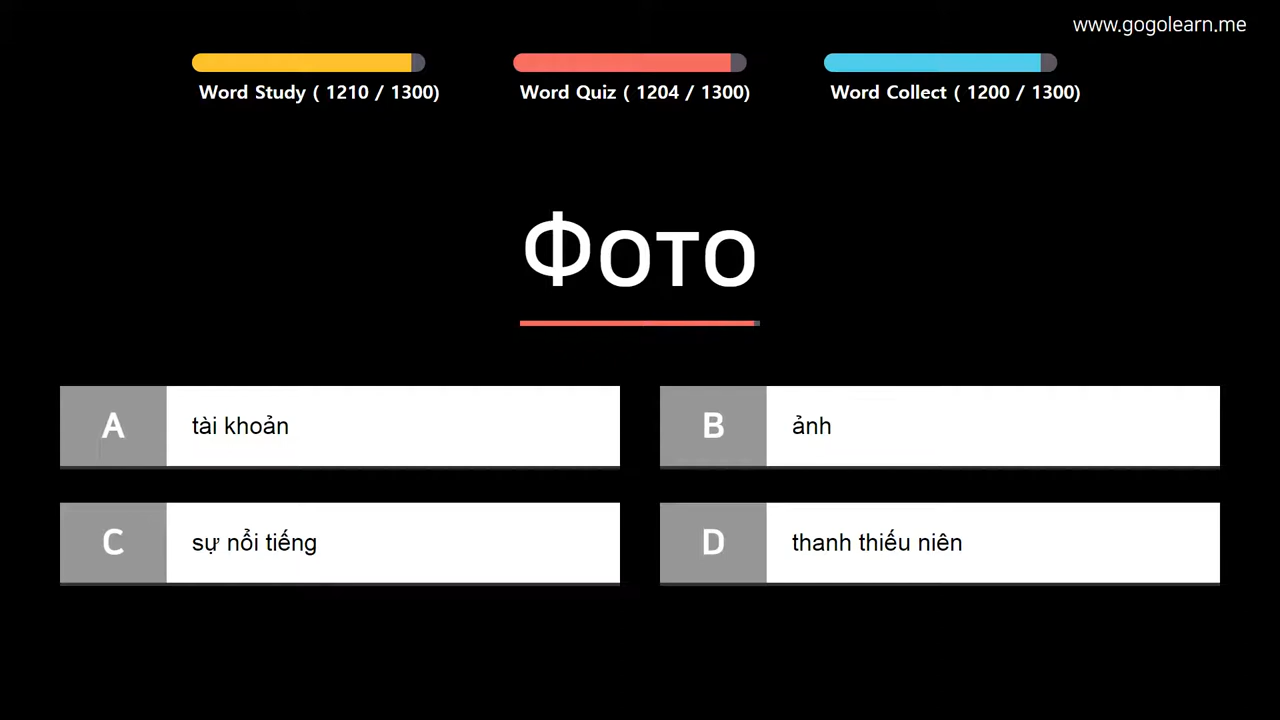 www.gogolearn.me
Word Study ( 1210 / 1300)
Word Quiz ( 1204 / 1300)
Word Collect ( 1200 / 1300)
Фото
A tài khoản
B ảnh
C sự nổi tiếng
D thanh thiếu niên